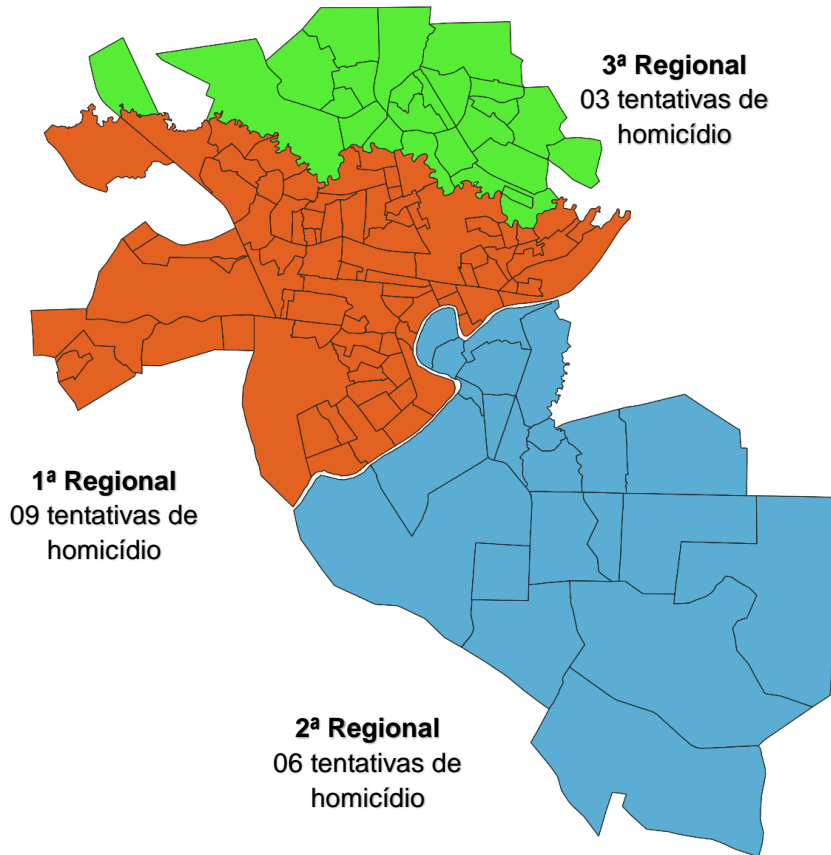 3ª Regional
03 tentativas de
homicídio
1ª Regional
09 tentativas de
homicídio
2ª Regional
06 tentativas de
homicídio